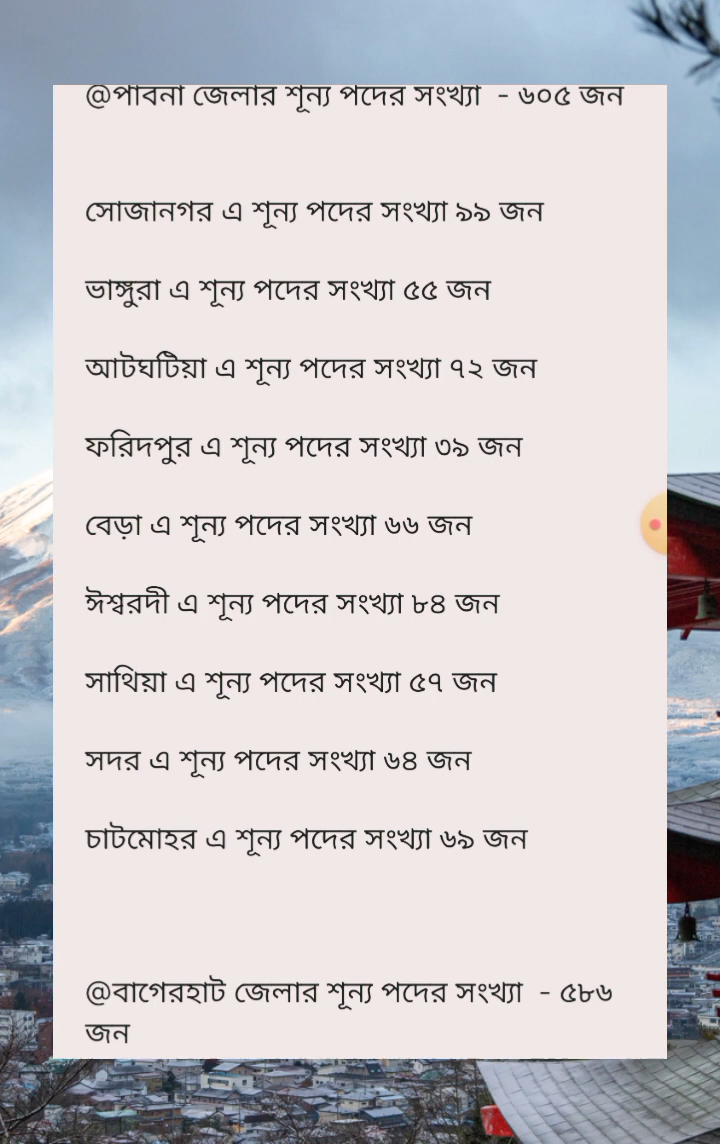 @পাবনা জেলার শূন্য পদের সংখ্যা - ৬০৫ জন
সোজানগর এ শূন্য পদের সংখ্যা ৯৯ জন
ভাঙ্গুরা এ শূন্য পদের সংখ্যা ৫৫ জন
আটঘটিয়া এ শূন্য পদের সংখ্যা ৭২ জন
ফরিদপুর এ শূন্য পদের সংখ্যা ৩৯ জন
বেড়া এ শূন্য পদের সংখ্যা ৬৬ জন
ঈশ্বরদী এ শূন্য পদের সংখ্যা ৮৪ জন
সাথিয়া এ শূন্য পদের সংখ্যা ৫৭ জন
সদর এ শূন্য পদের সংখ্যা ৬৪ জন
চাটমোহর এ শূন্য পদের সংখ্যা ৬৯ জন
@বাগেরহাট জেলার শূন্য পদের সংখ্যা - ৫৮৬
জন